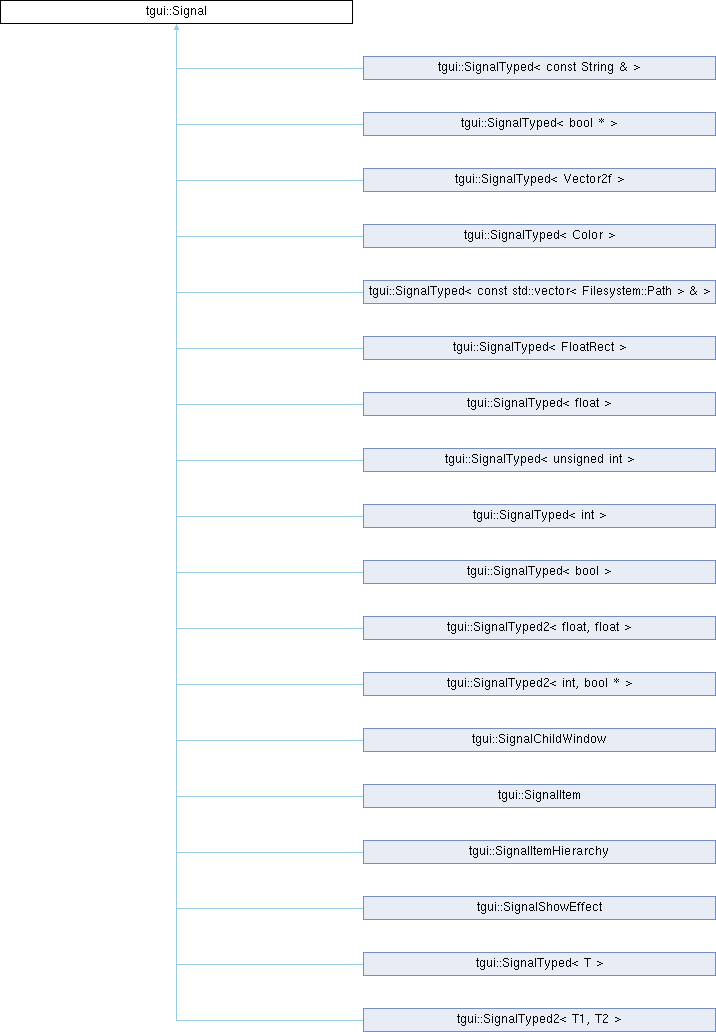 tgui::Signal
tgui::SignalTyped< const String & >
tgui::SignalTyped< bool * >
tgui::SignalTyped< Vector2f >
tgui::SignalTyped< Color >
tgui::SignalTyped< const std::vector< Filesystem::Path > & >
tgui::SignalTyped< FloatRect >
tgui::SignalTyped< float >
tgui::SignalTyped< unsigned int >
tgui::SignalTyped< int >
tgui::SignalTyped< bool >
tgui::SignalTyped2< float, float >
tgui::SignalTyped2< int, bool * >
tgui::SignalChildWindow
tgui::SignalItem
tgui::SignalItemHierarchy
tgui::SignalShowEffect
tgui::SignalTyped< T >
tgui::SignalTyped2< T1, T2 >